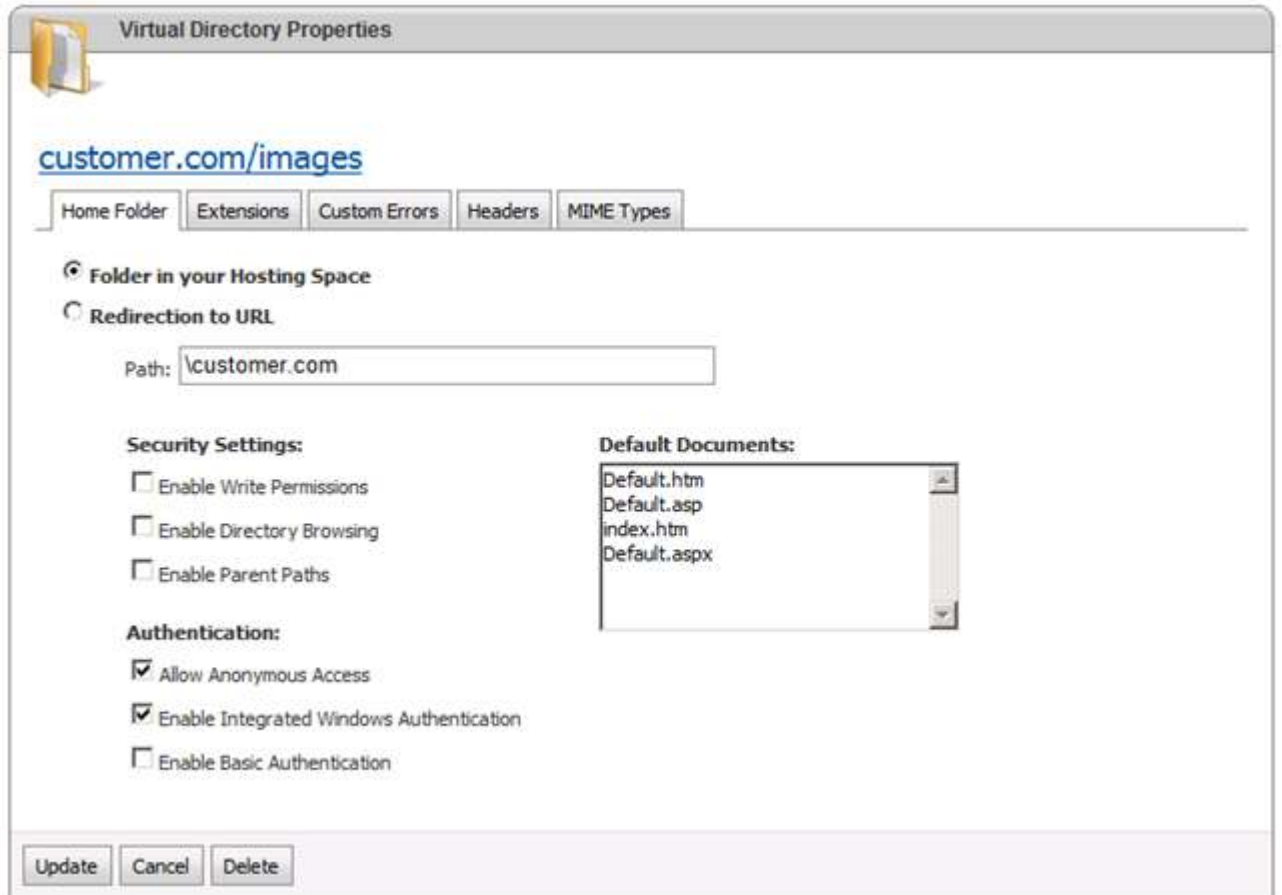 Virtual Directory Properties
customer.com/images
Home Folder Extensions Custom Errors Headers MIME Types
Folder in your Hosting Space
Redirection to URL
Path: \customer.com
Security Settings:
Enable Write Permissions
Enable Directory Browsing
Enable Parent Paths
Default Documents:
Default.htm
Default.asp
index.htm
Default.aspx
Authentication:
Allow Anonymous Access
Enable Integrated Windows Authentication
Enable Basic Authentication
Update Cancel Delete